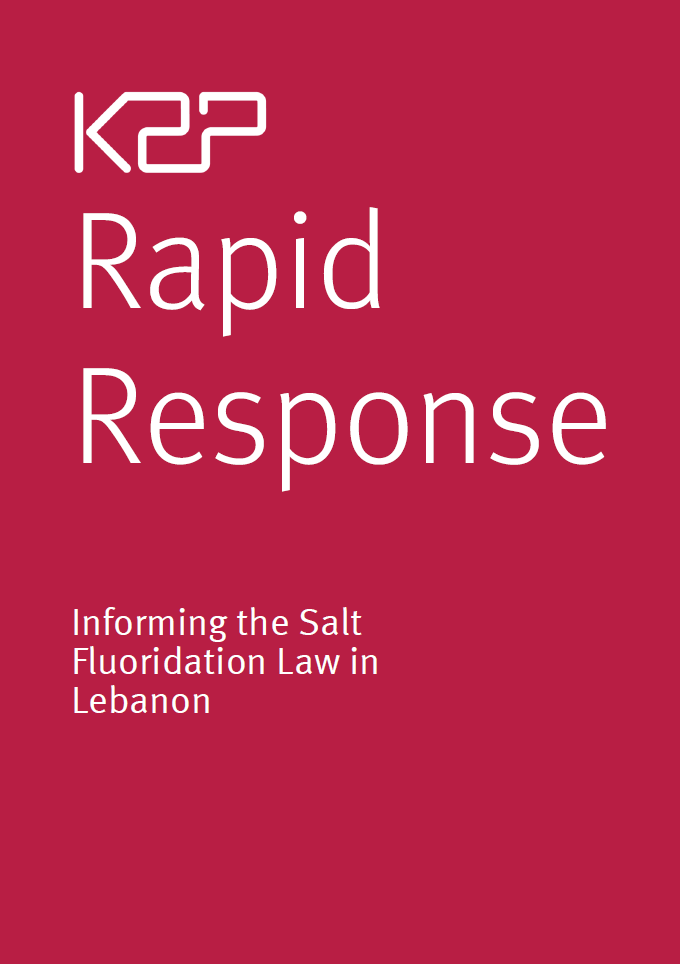 K2P
Rapid
Response
Informing the Salt
Fluoridation Law in
Lebanon